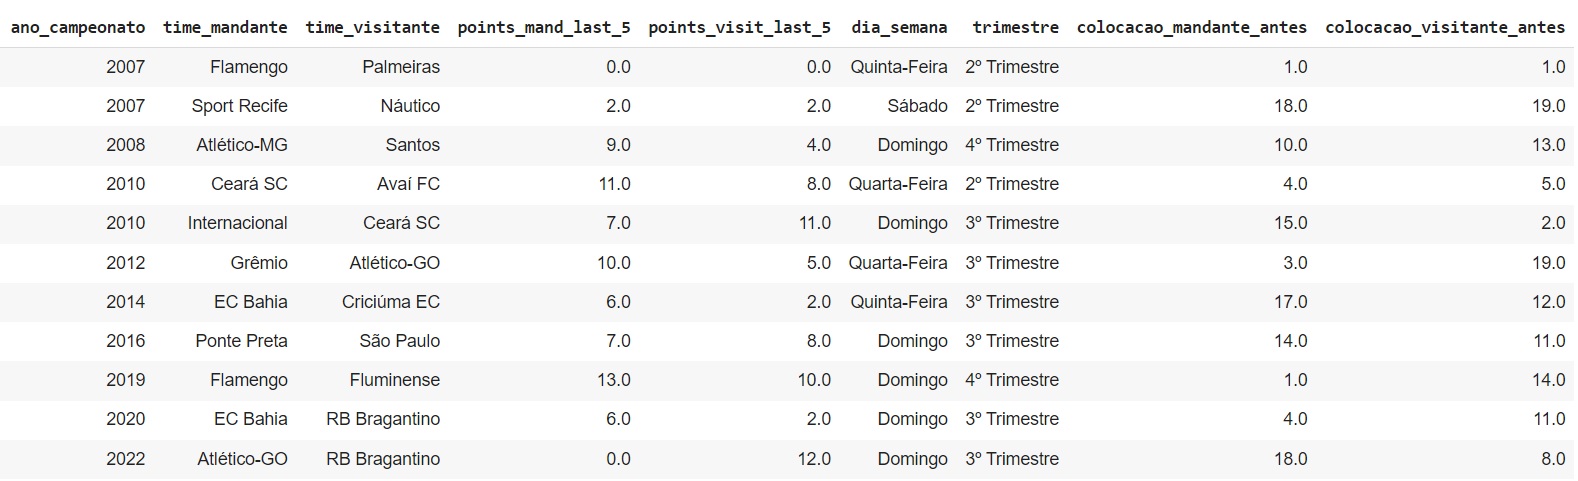 ano_campeonato time_mandante time_visitante points_mand_last_5 points_visit_last_5 dia_semana trimestre colocacao_mandante_antes colocacao_visitante_antes
2007 Flamengo Palmeiras 0.0 0.0 Quinta-Feira 2º Trimestre 1.0 1.0
2007 Sport Recife Náutico 2.0 2.0 Sábado 2º Trimestre 18.0 19.0
2008 Atlético-MG Santos 9.0 4.0 Domingo 4º Trimestre 10.0 13.0
2010 Ceará SC Avaí FC 11.0 8.0 Quarta-Feira 2º Trimestre 4.0 5.0
2010 Internacional Ceará SC 7.0 11.0 Domingo 3º Trimestre 15.0 2.0
2012 Grêmio Atlético-GO 10.0 5.0 Quarta-Feira 3º Trimestre 3.0 19.0
2014 EC Bahia Criciúma EC 6.0 2.0 Quinta-Feira 3º Trimestre 17.0 12.0
2016 Ponte Preta São Paulo 7.0 8.0 Domingo 3º Trimestre 14.0 11.0
2019 Flamengo Fluminense 13.0 10.0 Domingo 4º Trimestre 1.0 14.0
2020 EC Bahia RB Bragantino 6.0 2.0 Domingo 3º Trimestre 4.0 11.0
2022 Atlético-GO RB Bragantino 0.0 12.0 Domingo 3º Trimestre 18.0 8.0